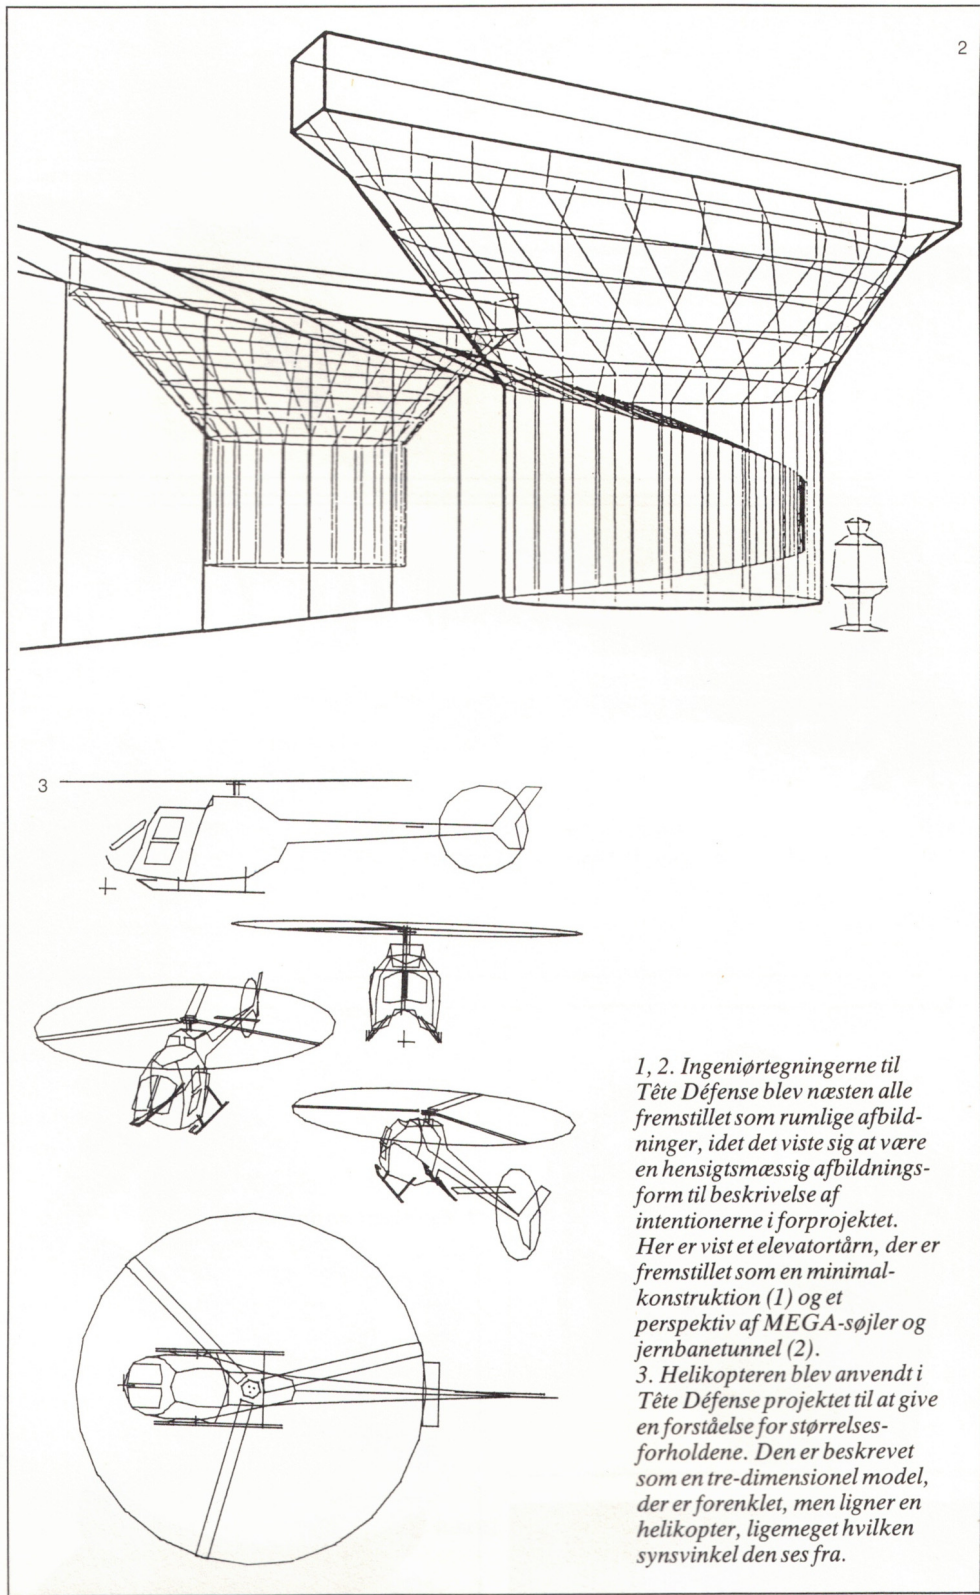 2
3
1, 2. Ingeniørtegningerne til
Tête Défense blev næsten alle
fremstillet som rumlige afbild-
ninger, idet det viste sig at være
en hensigtsmæssig afbildnings-
form til beskrivelse af
intentionerne i forprojektet.
Her er vist et elevatortårn, der er
fremstillet som en minimal-
konstruktion (1) og et
perspektiv af MEGA-søjler og
jernbanetunnel (2).
3. Helikopteren blev anvendt i
Tête Défense projektet til at give
en forståelse for størrelses-
forholdene. Den er beskrevet
som en tre-dimensionel model,
der er forenklet, men ligner en
helikopter, ligemeget hvilken
synsvinkel den ses fra.